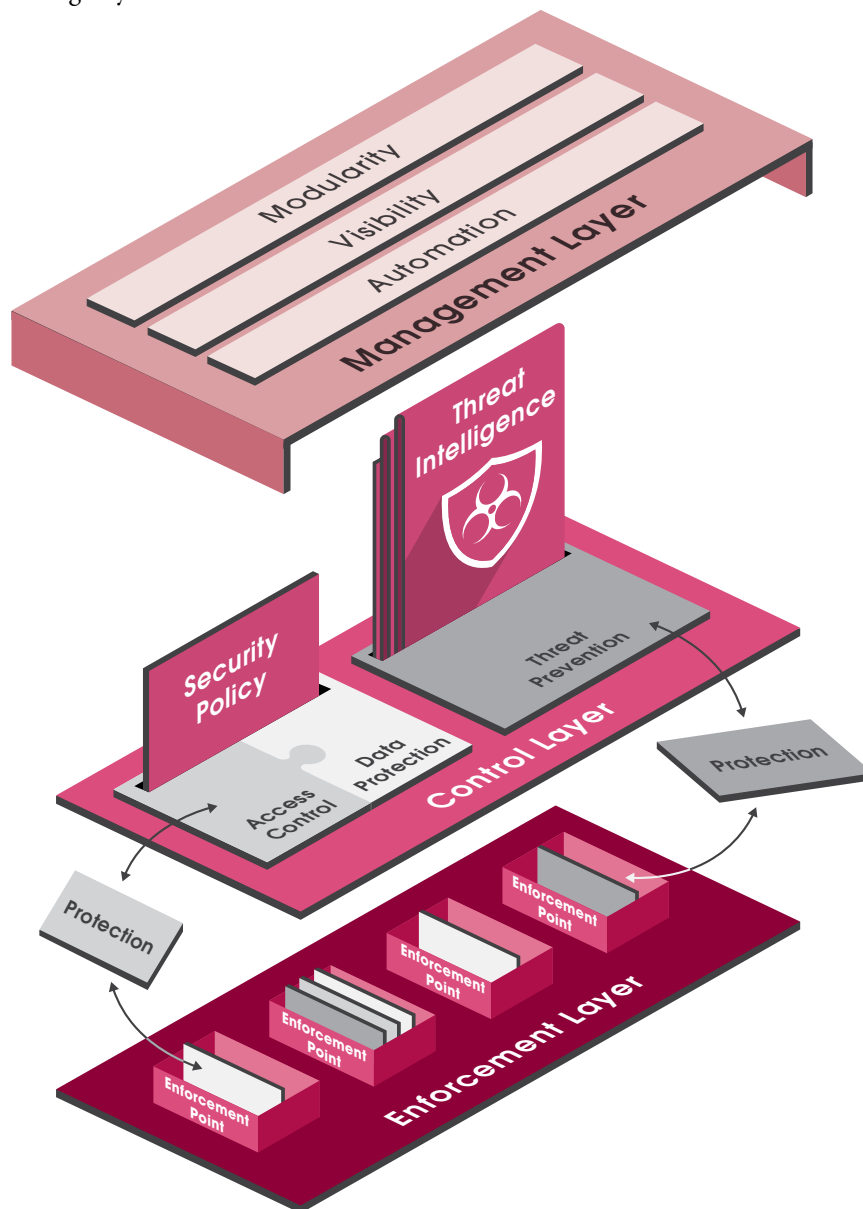 Modularity
Visibility
Automation
Management Layer
Threat
Intelligence
Security
Policy
Threat
Prevention
Data
Protection
Access
Control
Control Layer
Protection
Protection
Enforcement
Point
Enforcement
Point
Enforcement
Point
Enforcement
Point
Enforcement Layer